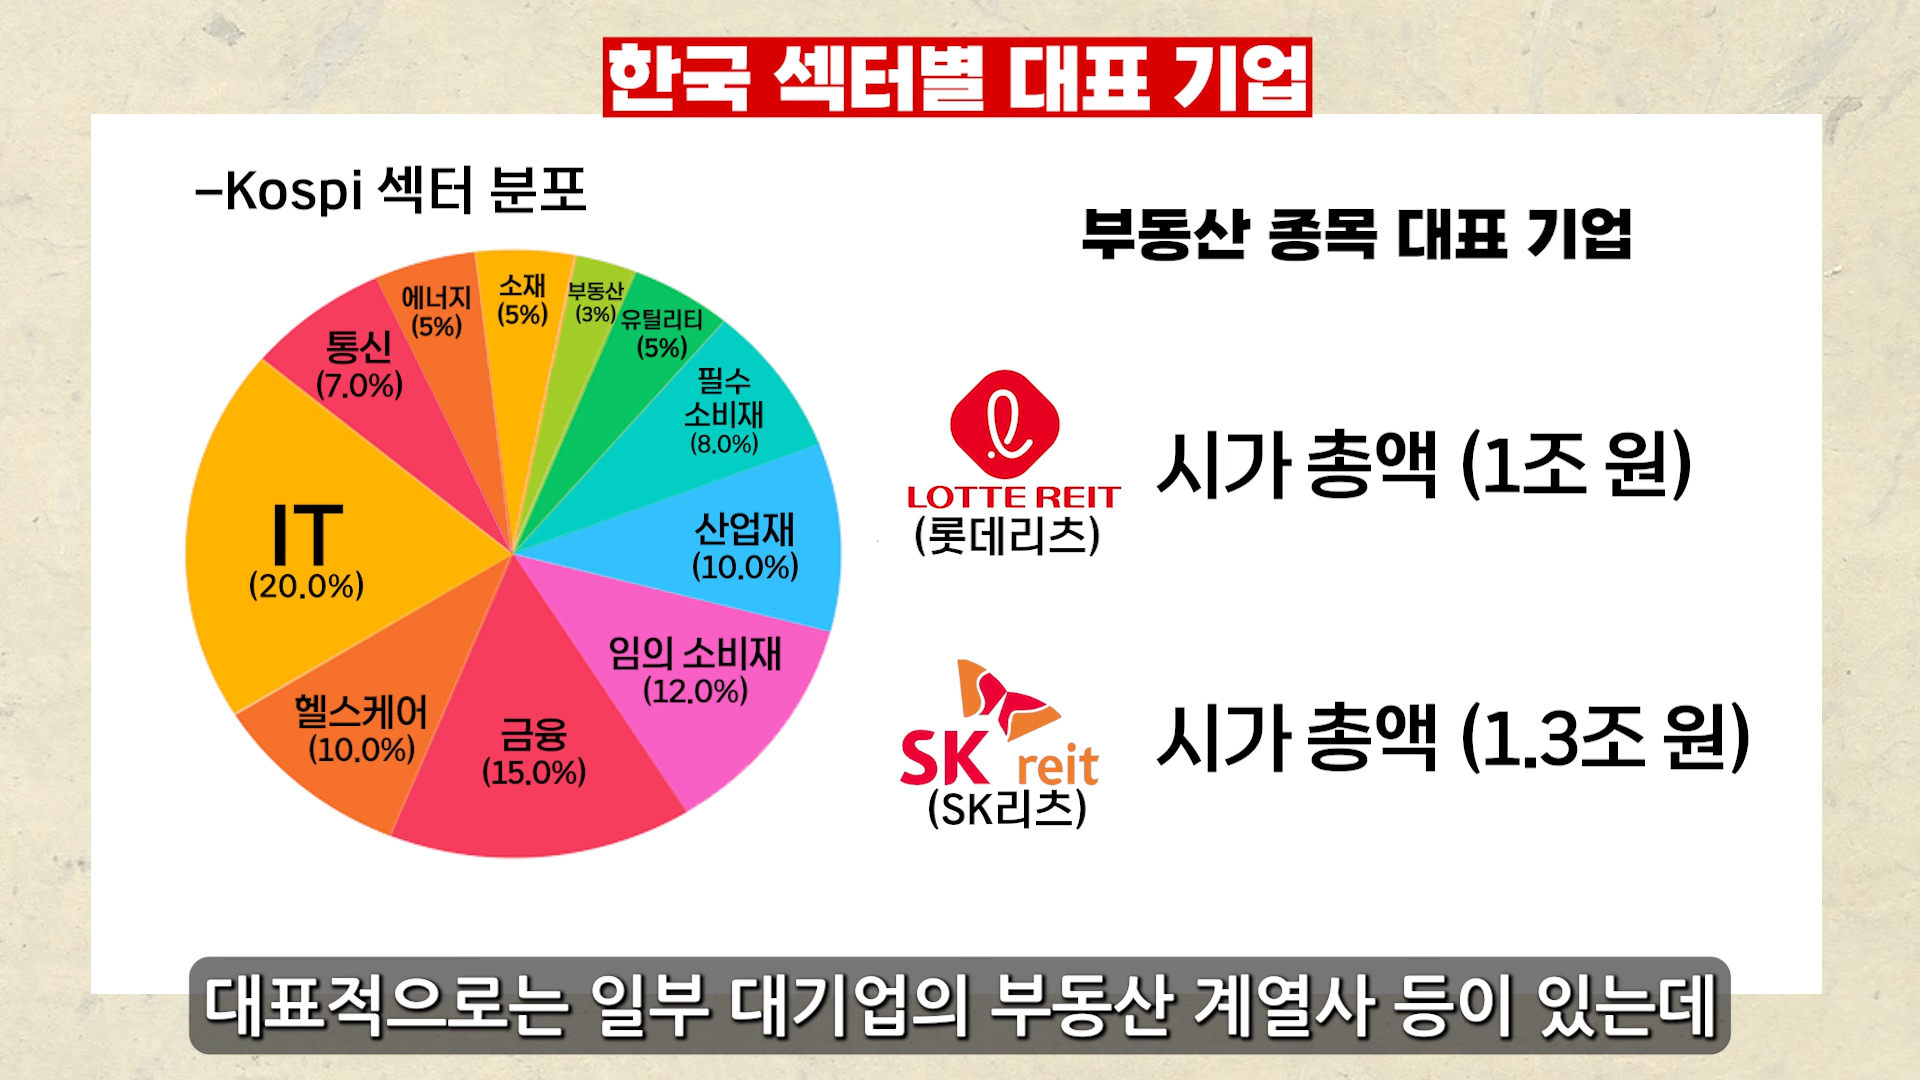 한국 섹터별 대표 기업
–Kospi 섹터 분포
부동산 종목 대표 기업
에너지
(5%)
소재
(5%)
부동산
(3%)
유틸리티
(5%)
통신
(7.0%)
필수
소비재
(8.0%)
IT
(20.0%)
산업재
(10.0%)
임의 소비재
(12.0%)
헬스케어
(10.0%)
금융
(15.0%)
LOTTE REIT
(롯데리츠)
시가 총액 (1조 원)
SK reit
(SK리츠)
시가 총액 (1.3조 원)
대표적으로는 일부 대기업의 부동산 계열사 등이 있는데